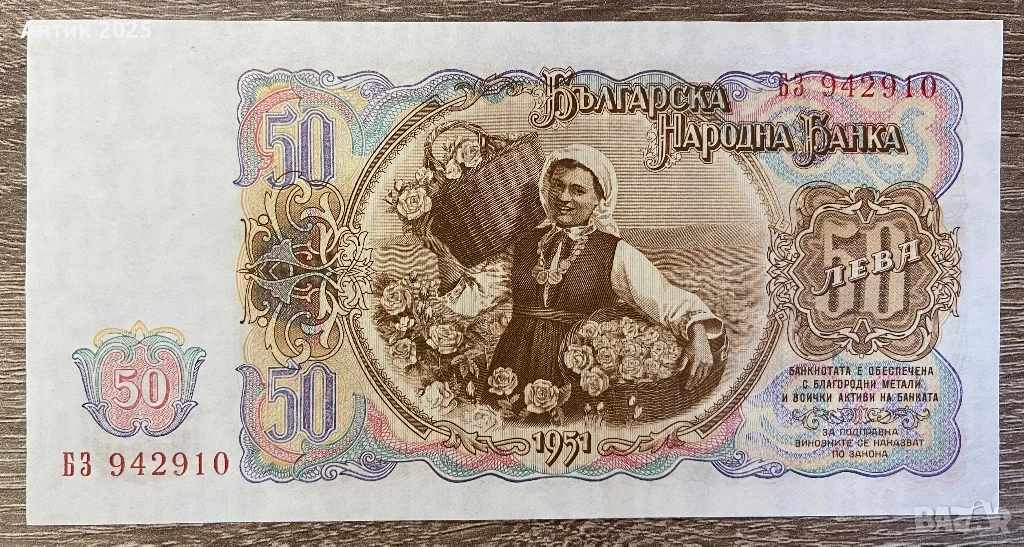 Антик 2025
БЪЛГАРСКА
НАРОДНА БАНКА
БЗ 942910
50
50
ЛЕВА
50
50
БЗ 942910
1951
БАНКНОТАТА Е ОБЕЗПЕЧЕНА
С БЛАГОРОДНИ МЕТАЛИ
И ВСИЧКИ АКТИВИ НА БАНКАТА
ЗА ПОДПРАВКА
ВИНОВНИТЕ СЕ НАКАЗВАТ
ПО ЗАКОНА
BAZAR